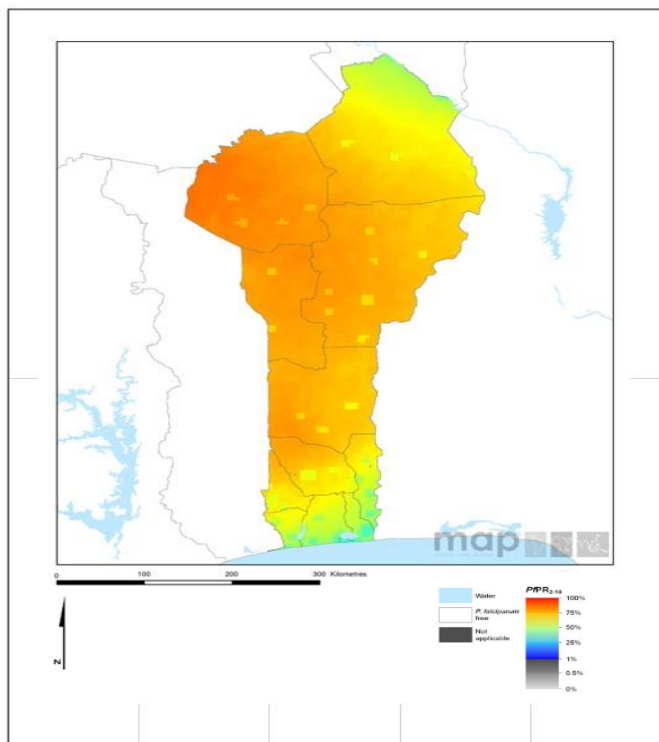 map
0 100 200 300 Kilometres
Water
P. falciparum
free
Not
applicable
PfPR2-10
100%
75%
50%
25%
1%
0.5%
0%
N